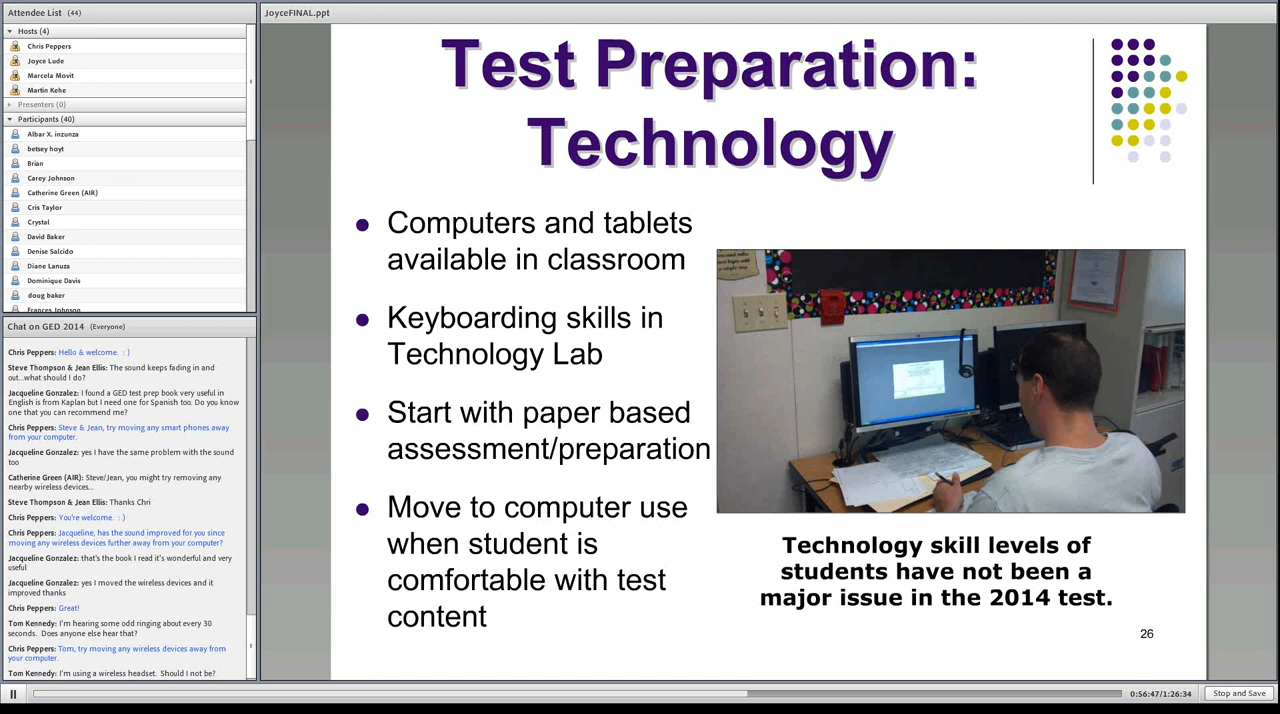 Attendee List (44)
Hosts (4)
Chris Peppers
Joyce Lude
Marcela Movit
Martin Kehe
Presenters (0)
Participants (40)
Albar X. inzunza
betsey hoyt
Brian
Carey Johnson
Catherine Green (AIR)
Cris Taylor
Crystal
David Baker
Denise Salcido
Diane Lanuza
Dominique Davis
doug baker
Frances Johnson
Chat on GED 2014 (Everyone)
Chris Peppers: Hello & welcome. : )
Steve Thompson & Jean Ellis: The sound keeps fading in and
out...what should I do?
Jacqueline Gonzalez: I found a GED test prep book very useful in
English is from Kaplan but I need one for Spanish too. Do you know
one that you can recommend me?
Chris Peppers: Steve & Jean, try moving any smart phones away
from your computer.
Jacqueline Gonzalez: yes I have the same problem with the sound
too
Catherine Green (AIR): Steve/Jean, you might try removing any
nearby wireless devices...
Steve Thompson & Jean Ellis: Thanks Chri
Chris Peppers: You're welcome. : )
Chris Peppers: Jacqueline, has the sound improved for you since
moving any wireless devices further away from your computer?
Jacqueline Gonzalez: that's the book I read it's wonderful and very
useful
Jacqueline Gonzalez: yes I moved the wireless devices and it
improved thanks
Chris Peppers: Great!
Tom Kennedy: I'm hearing some odd ringing about every 30
seconds. Does anyone else hear that?
Chris Peppers: Tom, try moving any wireless devices away from
your computer.
Tom Kennedy: I'm using a wireless headset. Should I not be?
JoyceFINAL.ppt
Test Preparation:
Technology
● Computers and tablets
available in classroom
● Keyboarding skills in
Technology Lab
● Start with paper based
assessment/preparation
● Move to computer use
when student is
comfortable with test
content
Technology skill levels of
students have not been a
major issue in the 2014 test.
26
0:56:47/1:26:34
Stop and Save